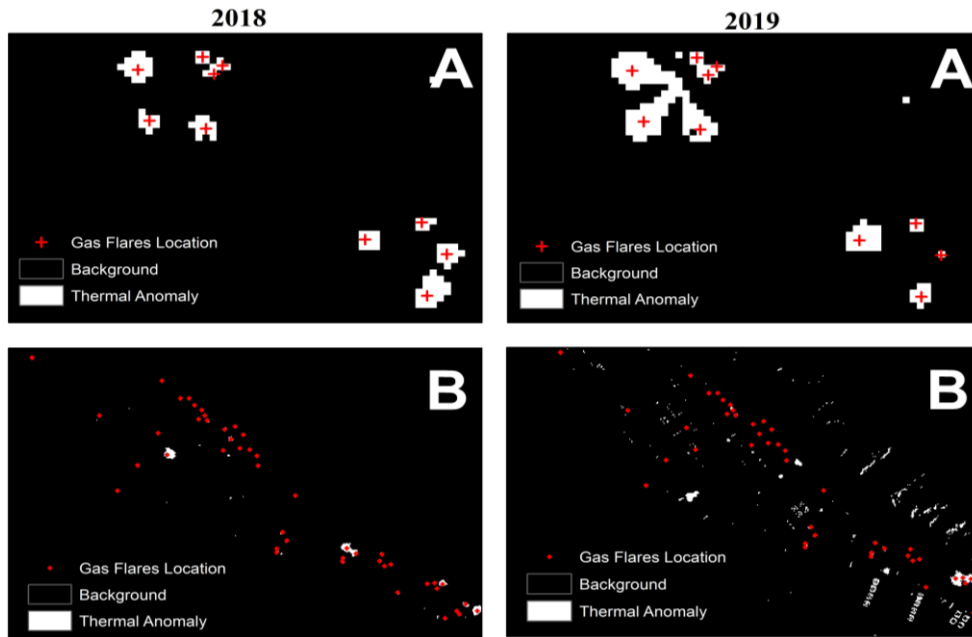 2018
2019
A
Gas Flares Location
Background
Thermal Anomaly
A
Gas Flares Location
Background
Thermal Anomaly
B
Gas Flares Location
Background
Thermal Anomaly
B
Gas Flares Location
Background
Thermal Anomaly